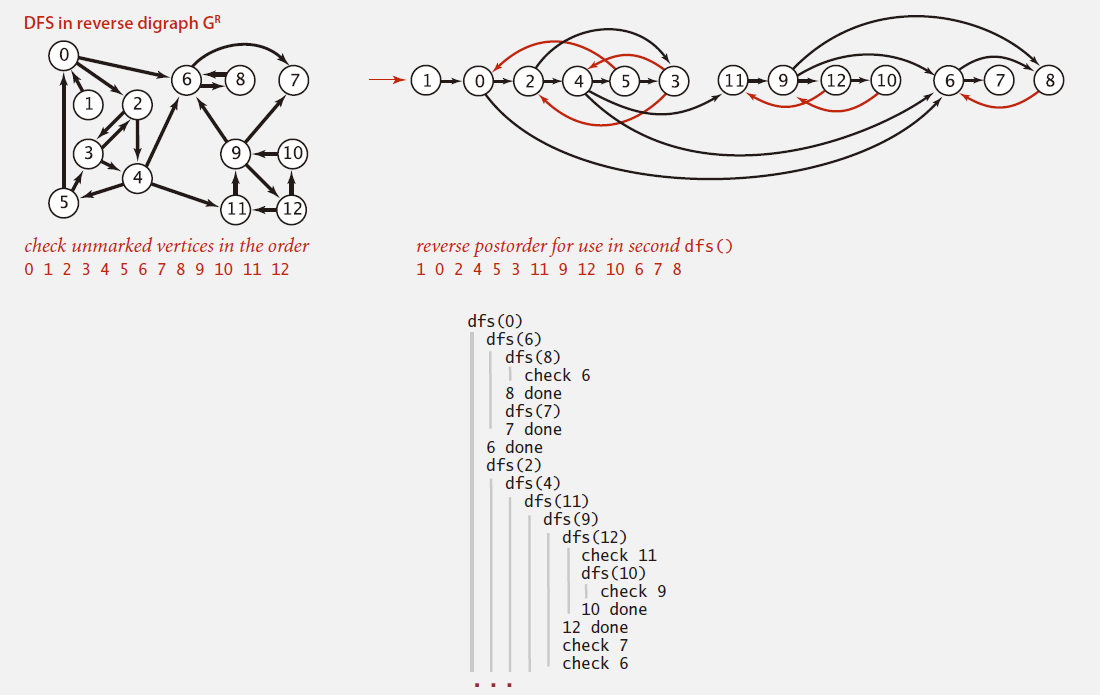 DFS in reverse digraph Gᴿ
0
6
8
7
1
2
3
9
10
4
5
11
12
1 0 2 4 5 3 11 9 12 10 6 7 8
check unmarked vertices in the order
0 1 2 3 4 5 6 7 8 9 10 11 12
reverse postorder for use in second dfs()
1 0 2 4 5 3 11 9 12 10 6 7 8
dfs(0)
dfs(6)
dfs(8)
check 6
8 done
dfs(7)
7 done
6 done
dfs(2)
dfs(4)
dfs(11)
dfs(9)
dfs(12)
check 11
dfs(10)
check 9
10 done
12 done
check 7
check 6
...